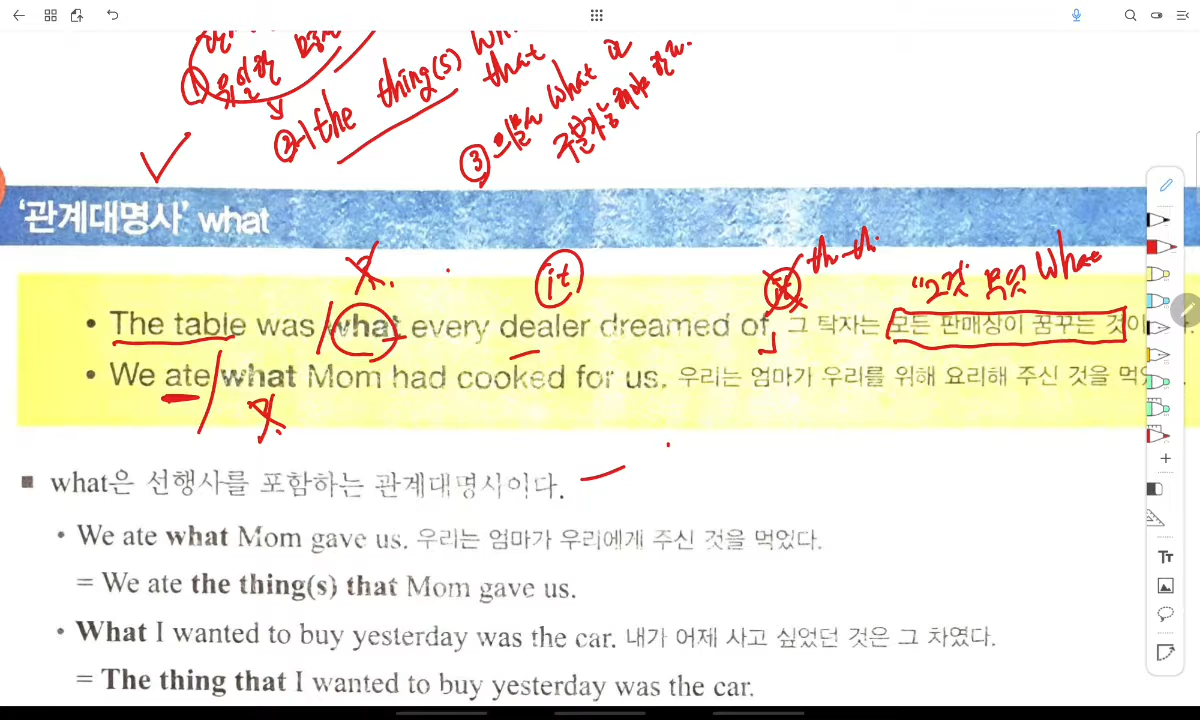 the thing(s)
that
②-1
③ 의문사 What 과
구분가능해야 한다.
'관계대명사' what
it
th-th.
"~것" 무엇 What
• The table was what every dealer dreamed of. 그 탁자는 모든 판매상이 꿈꾸는 것이
• We ate what Mom had cooked for us. 우리는 엄마가 우리를 위해 요리해 주신 것을 먹었
■ what은 선행사를 포함하는 관계대명사이다.
• We ate what Mom gave us. 우리는 엄마가 우리에게 주신 것을 먹었다.
= We ate the thing(s) that Mom gave us.
• What I wanted to buy yesterday was the car. 내가 어제 사고 싶었던 것은 그 차였다.
= The thing that I wanted to buy yesterday was the car.